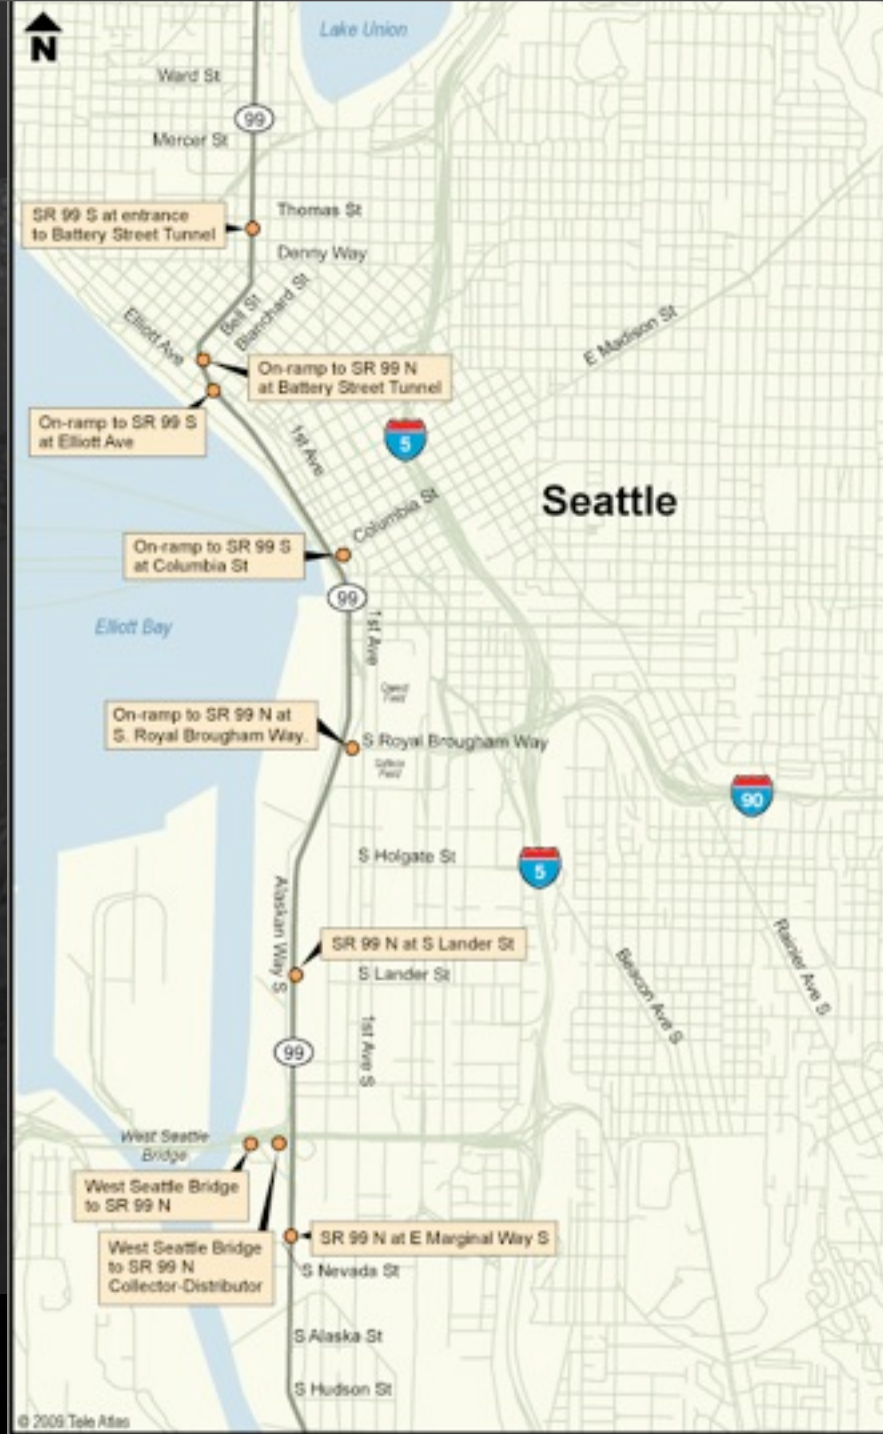 N
Lake Union
Ward St
99
Mercer St
SR 99 S at entrance
to Battery Street Tunnel
Thomas St
Denny Way
Bell St
Blanchard St
Elliott Ave
E Madison St
On-ramp to SR 99 N
at Battery Street Tunnel
On-ramp to SR 99 S
at Elliott Ave
1st Ave
5
Seattle
Columbia St
On-ramp to SR 99 S
at Columbia St
99
Elliott Bay
1st Ave
Field
On-ramp to SR 99 N at
S. Royal Brougham Way.
S Royal Brougham Way
Safeco
Field
90
S Holgate St
5
Alaskan Way S
SR 99 N at S Lander St
S Lander St
Beacon Ave S
Rainier Ave S
1st Ave S
99
West Seattle
Bridge
West Seattle Bridge
to SR 99 N
West Seattle Bridge
to SR 99 N
Collector-Distributor
SR 99 N at E Marginal Way S
S Nevada St
S Alaska St
S Hudson St
© 2009 Tele Atlas